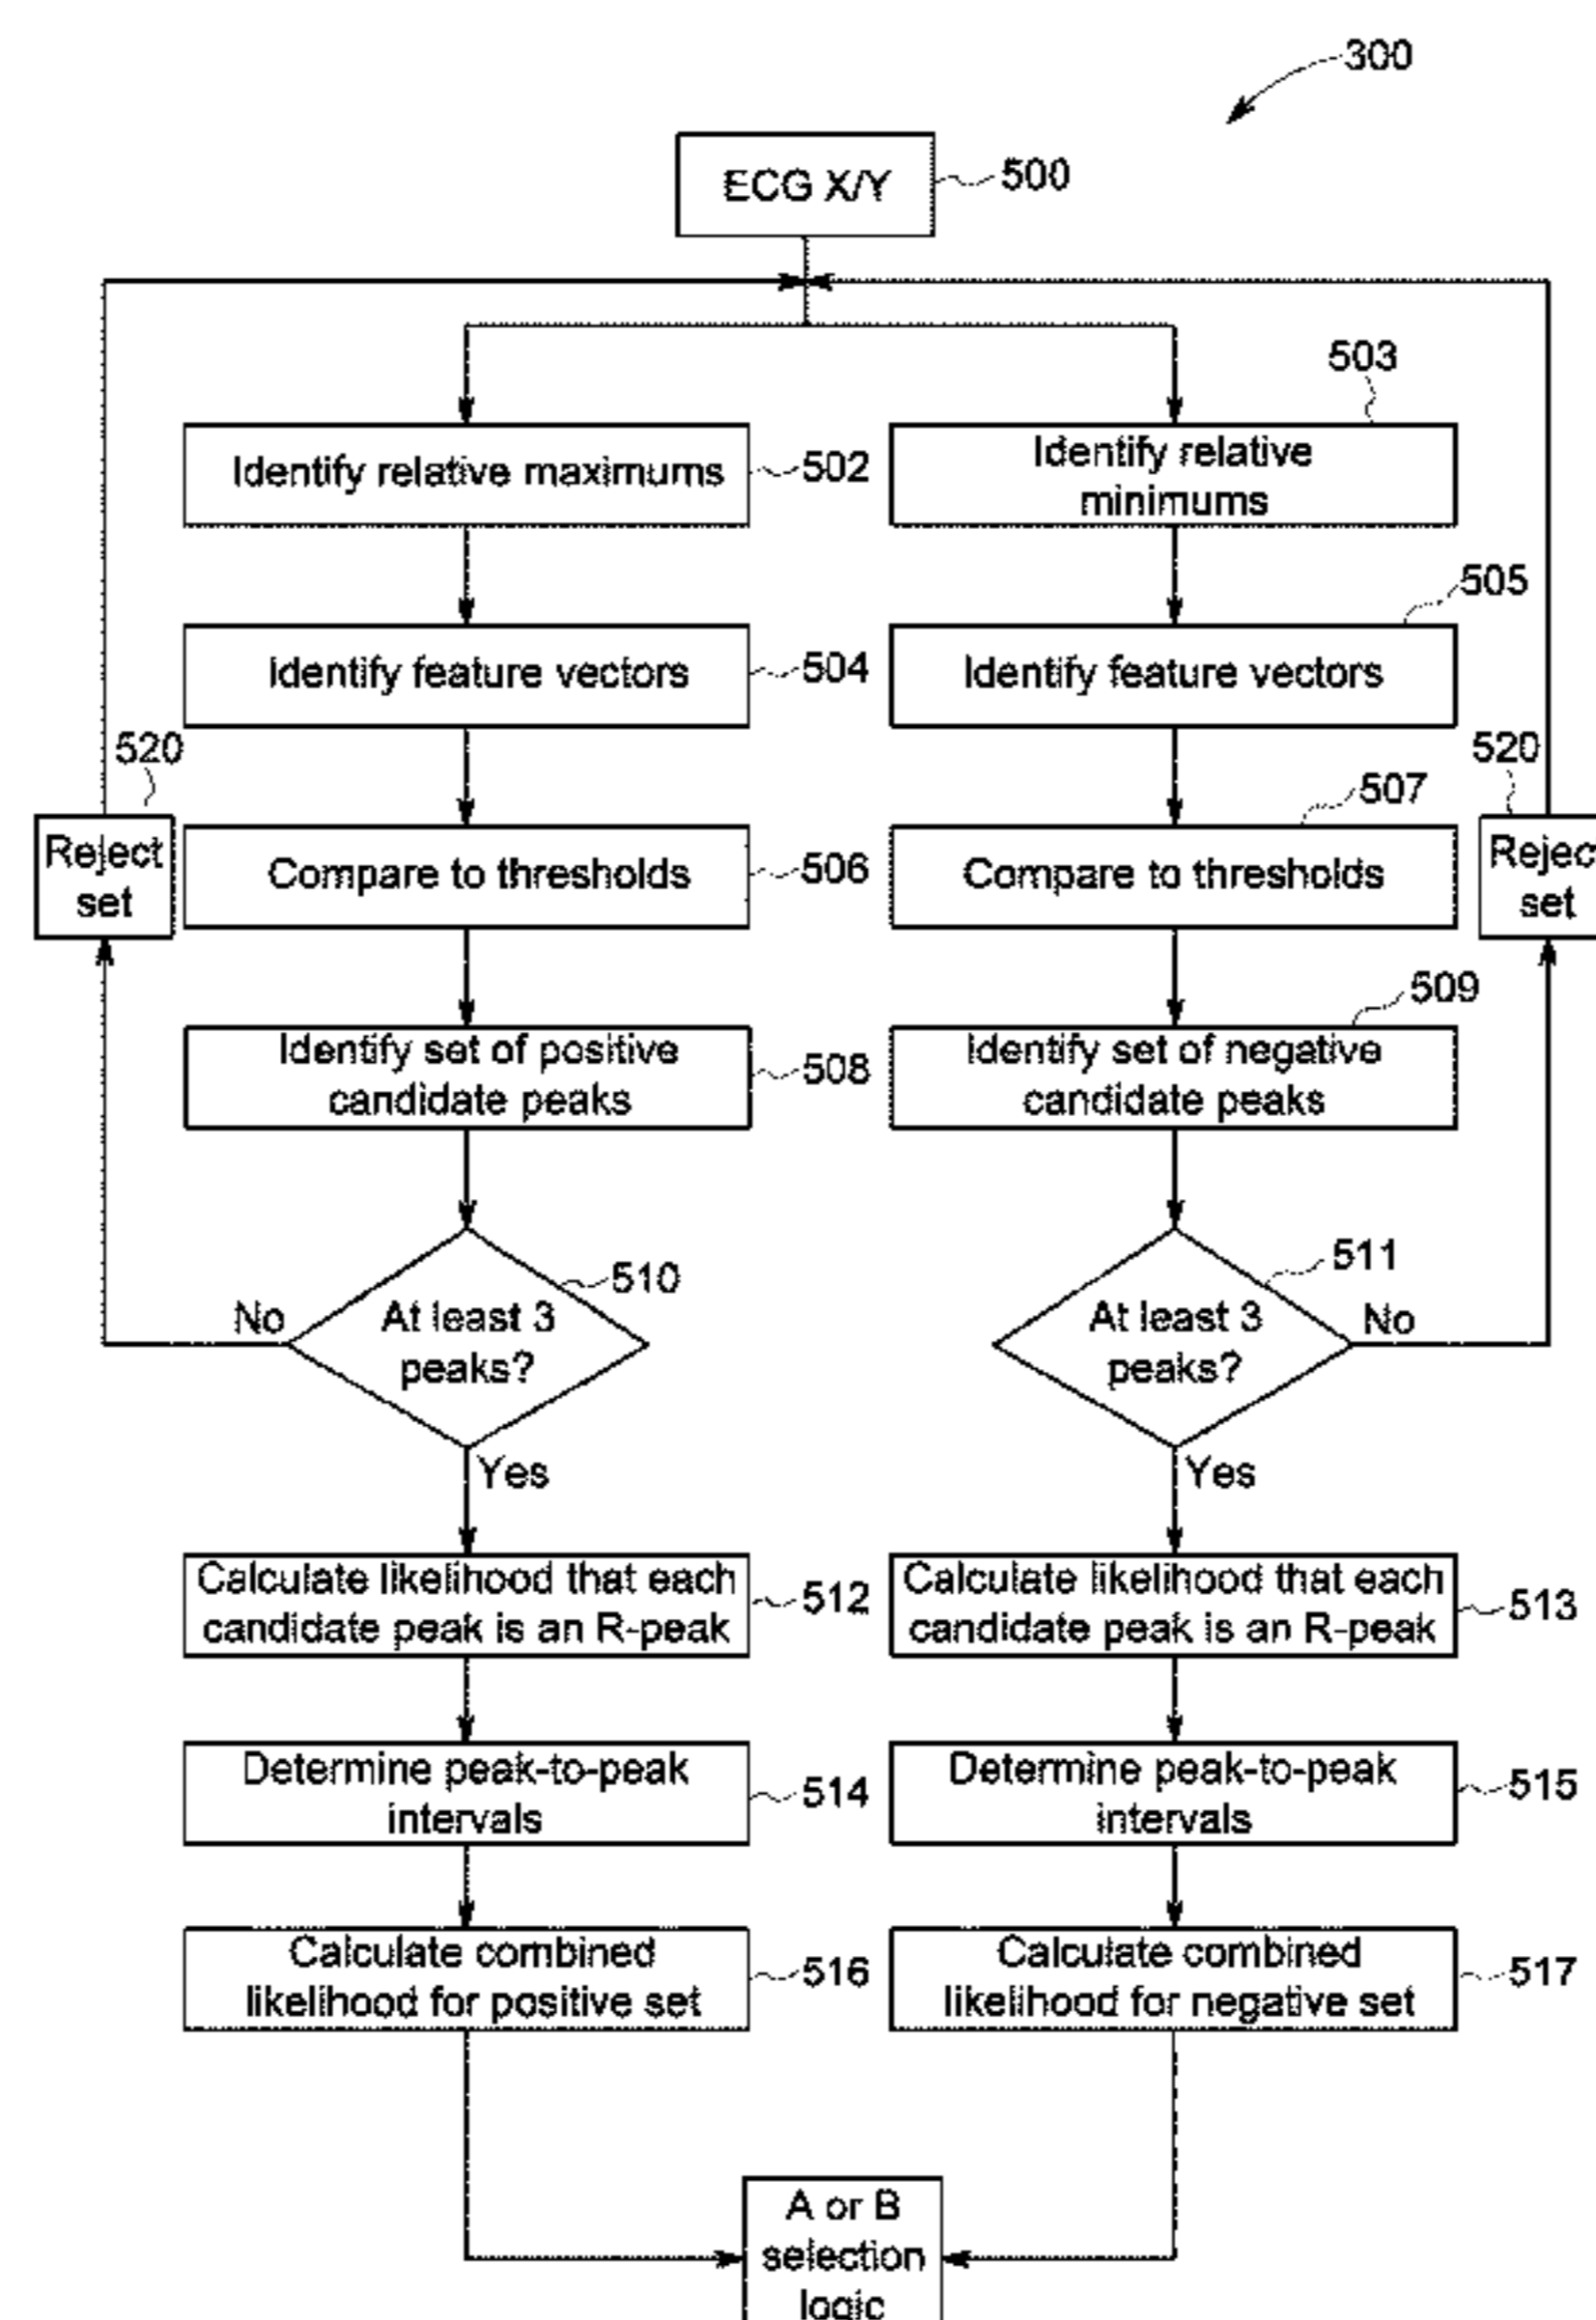 300
ECG X/Y
500
503
Identify relative maximums
502
Identify relative
minimums
505
Identify feature vectors
504
Identify feature vectors
520
520
507
Reject
set
Compare to thresholds
506
Compare to thresholds
Rejec
set
509
Identify set of positive
candidate peaks
508
Identify set of negative
candidate peaks
510
511
No
At least 3
peaks?
At least 3
peaks?
No
Yes
Yes
Calculate likelihood that each
candidate peak is an R-peak
512
Calculate likelihood that each
candidate peak is an R-peak
513
Determine peak-to-peak
intervals
514
Determine peak-to-peak
intervals
515
Calculate combined
likelihood for positive set
516
Calculate combined
likelihood for negative set
517
A or B
selection
logic